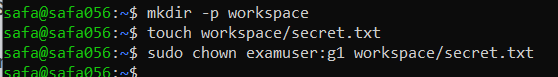 safa@safa056:~$ mkdir -p workspace
safa@safa056:~$ touch workspace/secret.txt
safa@safa056:~$ sudo chown examuser:g1 workspace/secret.txt
safa@safa056:~$